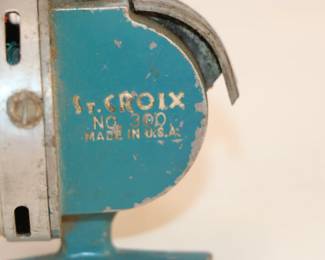 St. CROIX
NO. 300
MADE IN U.S.A.